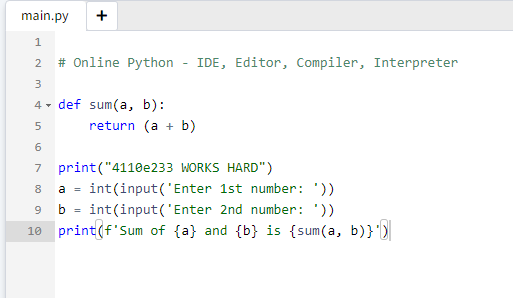 main.py +
1
2 # Online Python - IDE, Editor, Compiler, Interpreter
3
4 def sum(a, b):
5     return (a + b)
6
7 print("4110e233 WORKS HARD")
8 a = int(input('Enter 1st number: '))
9 b = int(input('Enter 2nd number: '))
10 print(f'Sum of {a} and {b} is {sum(a, b)}')